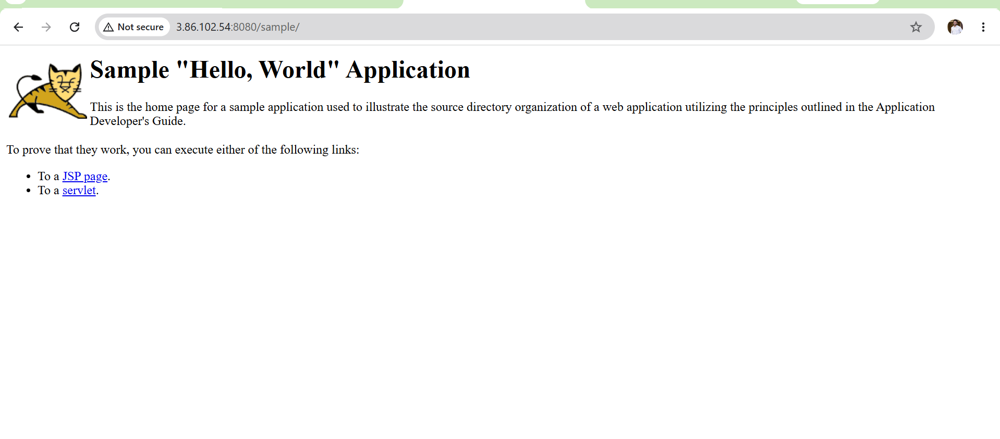 Not secure
3.86.102.54:8080/sample/
Sample "Hello, World" Application
This is the home page for a sample application used to illustrate the source directory organization of a web application utilizing the principles outlined in the Application
Developer's Guide.
To prove that they work, you can execute either of the following links:
• To a JSP page.
• To a servlet.